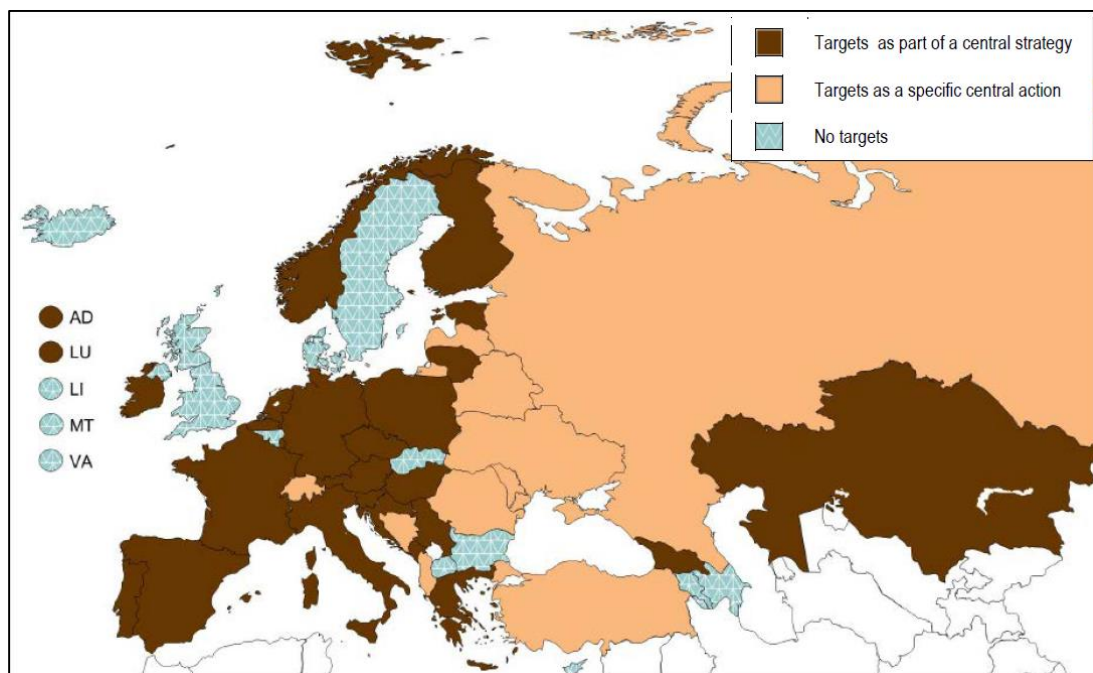 Targets as part of a central strategy
Targets as a specific central action
No targets
AD
LU
LI
MT
VA